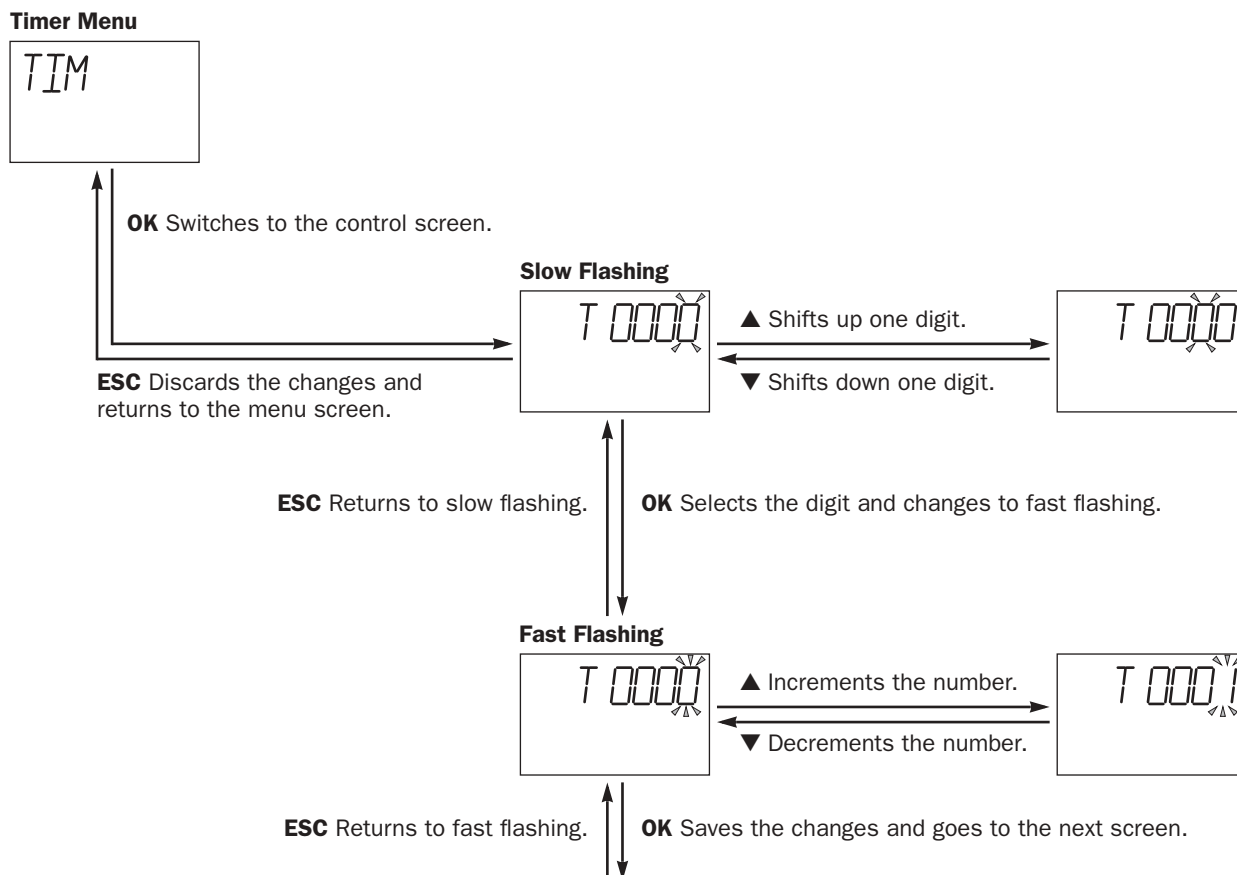 Timer Menu
TIM
OK Switches to the control screen.
Slow Flashing
T 0000
▲ Shifts up one digit.
▼ Shifts down one digit.
T 0000
ESC Discards the changes and
returns to the menu screen.
ESC Returns to slow flashing.
OK Selects the digit and changes to fast flashing.
Fast Flashing
T 0000
▲ Increments the number.
▼ Decrements the number.
T 0001
ESC Returns to fast flashing.
OK Saves the changes and goes to the next screen.